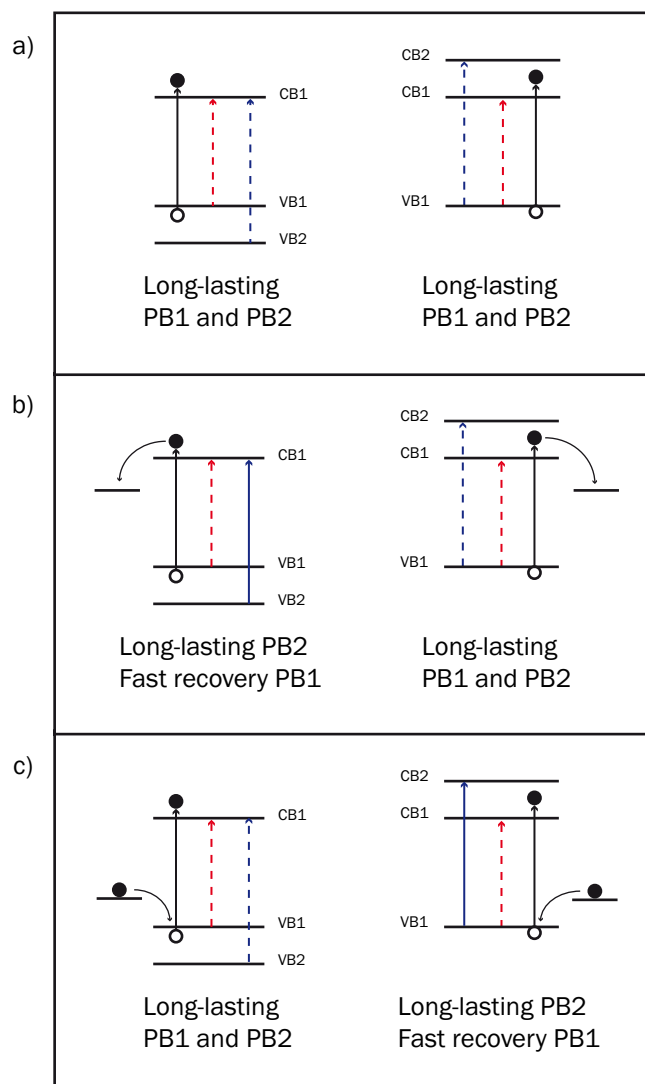 a)
CB1
VB1
VB2
Long-lasting
PB1 and PB2
CB2
CB1
VB1
Long-lasting
PB1 and PB2
b)
CB1
VB1
VB2
Long-lasting PB2
Fast recovery PB1
CB2
CB1
VB1
Long-lasting
PB1 and PB2
c)
CB1
VB1
VB2
Long-lasting
PB1 and PB2
CB2
CB1
VB1
Long-lasting PB2
Fast recovery PB1